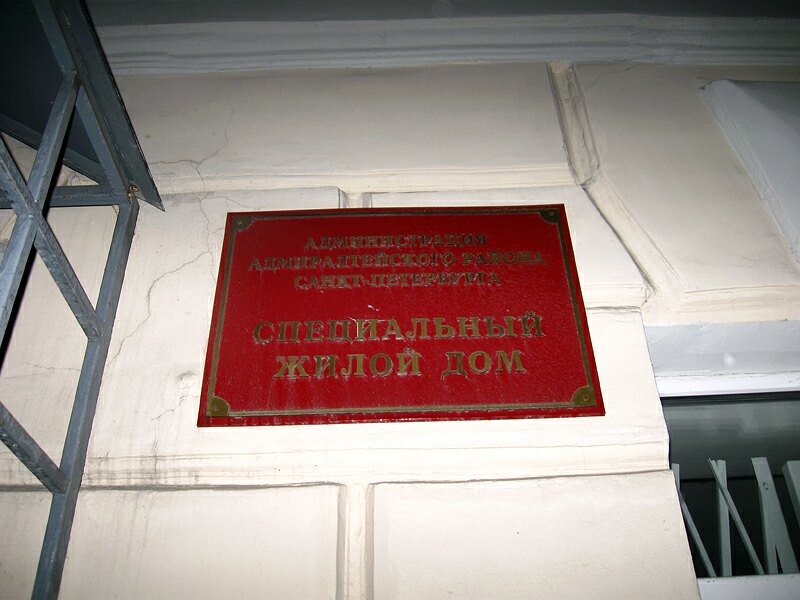 АДМИНИСТРАЦИЯ
АДМИРАЛТЕЙСКОГО РАЙОНА
САНКТ-ПЕТЕРБУРГА
СПЕЦИАЛЬНЫЙ
ЖИЛОЙ ДОМ